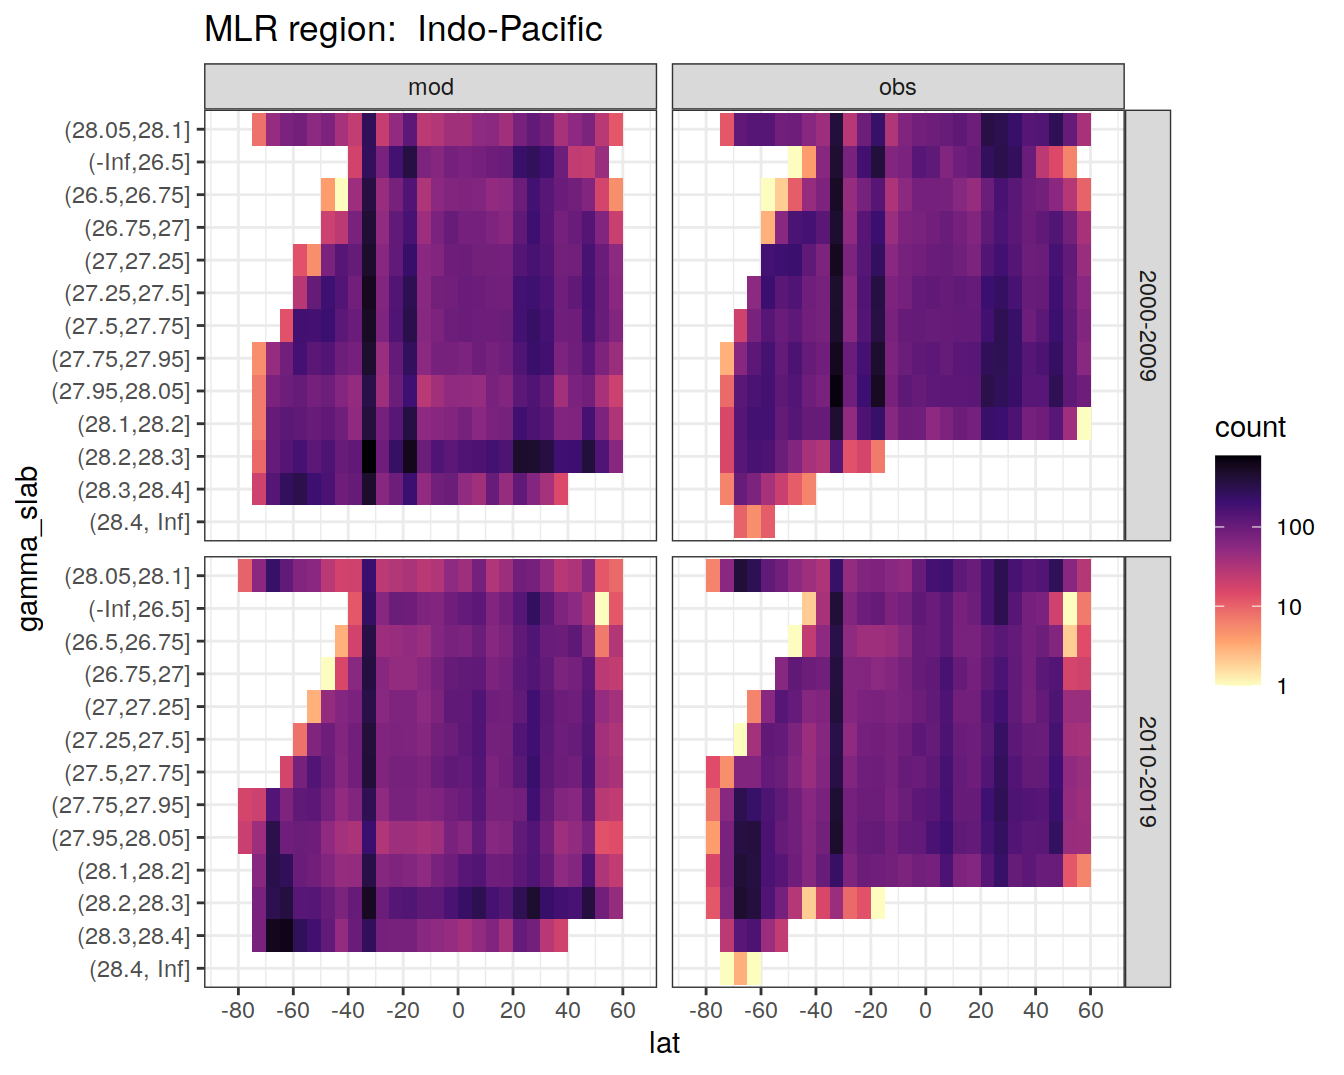 MLR region:  Indo-Pacific
mod
obs
(28.05,28.1]
(-Inf,26.5]
(26.5,26.75]
(26.75,27]
(27,27.25]
(27.25,27.5]
(27.5,27.75]
(27.75,27.95]
(27.95,28.05]
(28.1,28.2]
(28.2,28.3]
(28.3,28.4]
(28.4, Inf]
2000-2009
(28.05,28.1]
(-Inf,26.5]
(26.5,26.75]
(26.75,27]
(27,27.25]
(27.25,27.5]
(27.5,27.75]
(27.75,27.95]
(27.95,28.05]
(28.1,28.2]
(28.2,28.3]
(28.3,28.4]
(28.4, Inf]
2010-2019
gamma_slab
-80 -60 -40 -20 0 20 40 60
-80 -60 -40 -20 0 20 40 60
lat
count
100
10
1